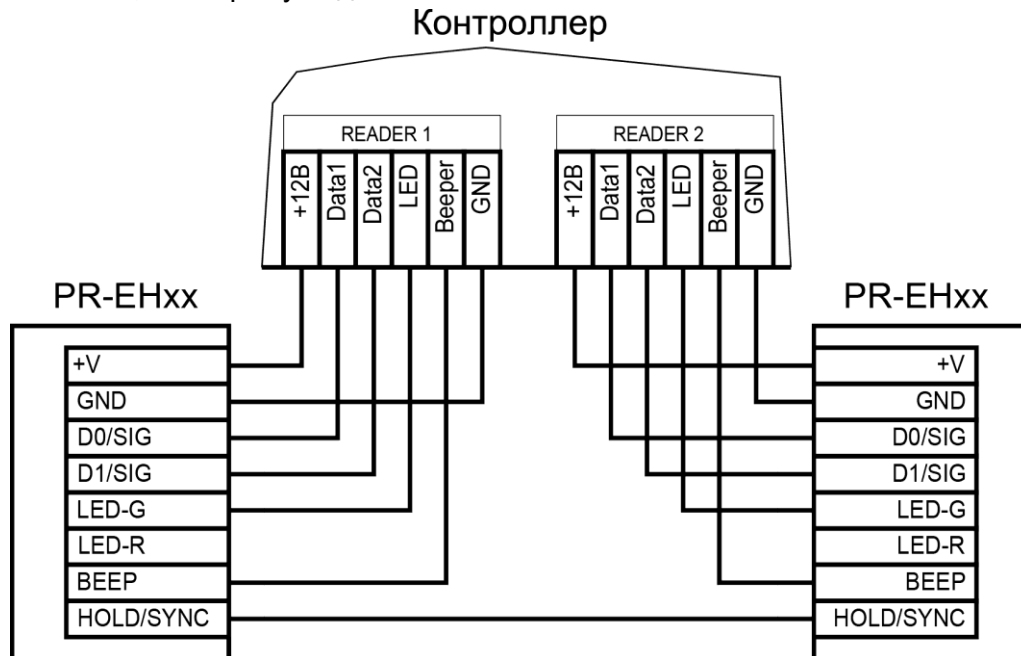 Контроллер
READER 1
READER 2
+12В
Data1
Data2
LED
Beeper
GND
+12В
Data1
Data2
LED
Beeper
GND
PR-EHxx
PR-EHxx
+V
GND
D0/SIG
D1/SIG
LED-G
LED-R
BEEP
HOLD/SYNC
+V
GND
D0/SIG
D1/SIG
LED-G
LED-R
BEEP
HOLD/SYNC